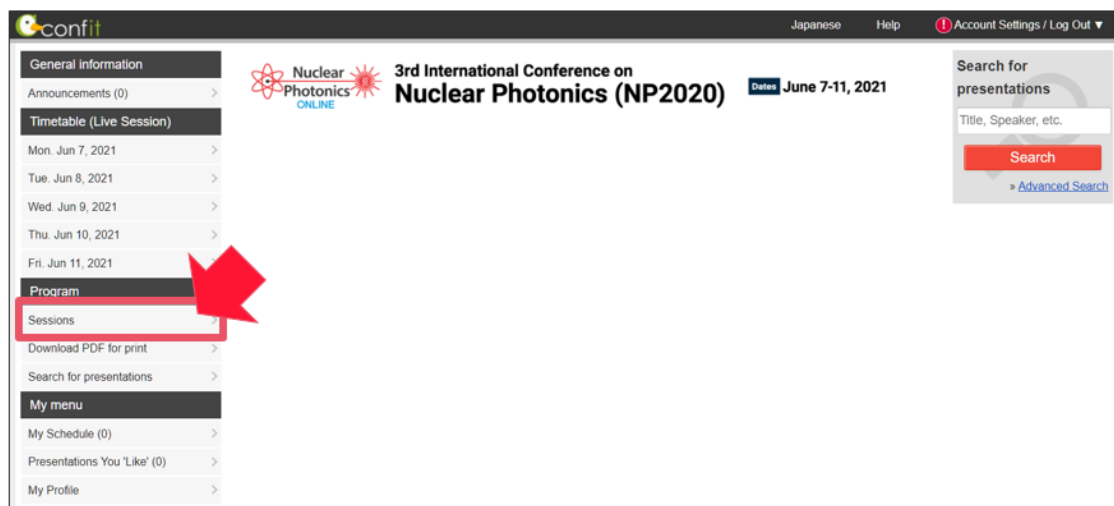 confit
Japanese
Help
! Account Settings / Log Out ▼
General information
Announcements (0)
Timetable (Live Session)
Mon. Jun 7, 2021
Tue. Jun 8, 2021
Wed. Jun 9, 2021
Thu. Jun 10, 2021
Fri. Jun 11, 2021
Program
Sessions
Download PDF for print
Search for presentations
My menu
My Schedule (0)
Presentations You 'Like' (0)
My Profile
Nuclear
Photonics
ONLINE
3rd International Conference on
Nuclear Photonics (NP2020)
Dates June 7-11, 2021
Search for
presentations
Title, Speaker, etc.
Search
» Advanced Search